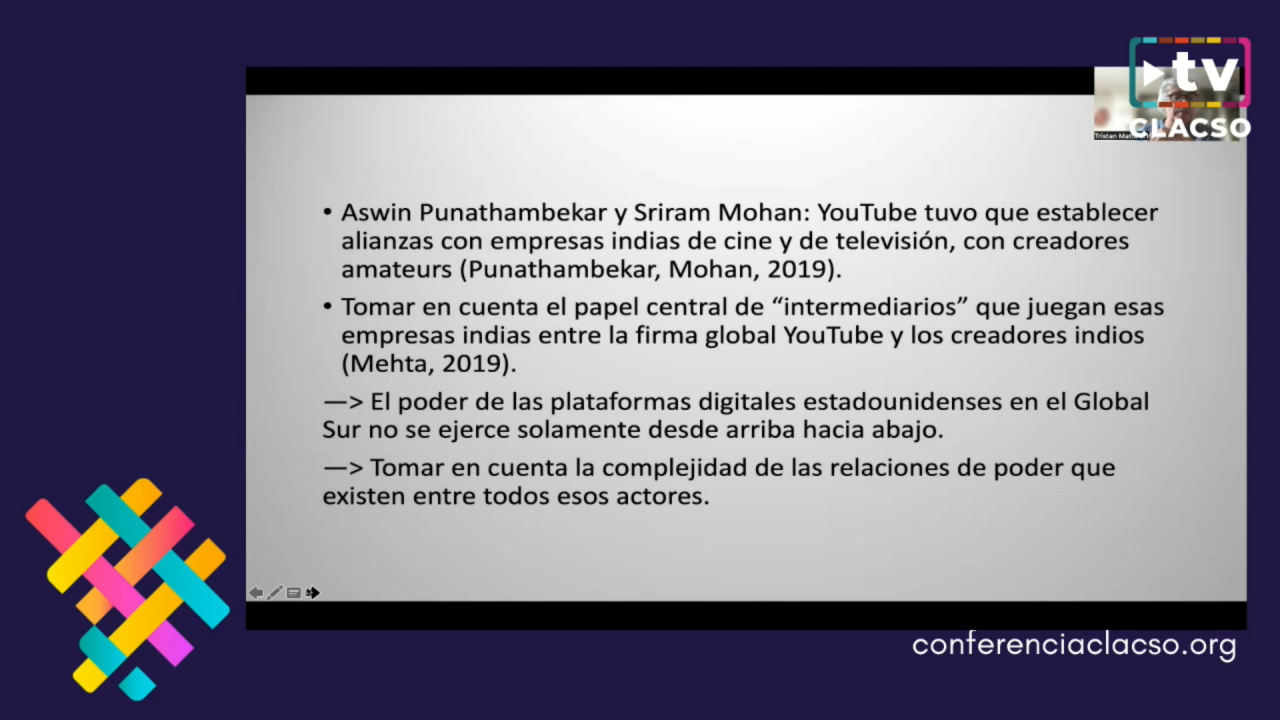 tv
CLACSO
Tristan
• Aswin Punathambekar y Sriram Mohan: YouTube tuvo que establecer
alianzas con empresas indias de cine y de televisión, con creadores
amateurs (Punathambekar, Mohan, 2019).
• Tomar en cuenta el papel central de “intermediarios” que juegan esas
empresas indias entre la firma global YouTube y los creadores indios
(Mehta, 2019).
—> El poder de las plataformas digitales estadounidenses en el Global
Sur no se ejerce solamente desde arriba hacia abajo.
—> Tomar en cuenta la complejidad de las relaciones de poder que
existen entre todos esos actores.
conferenciaclacso.org